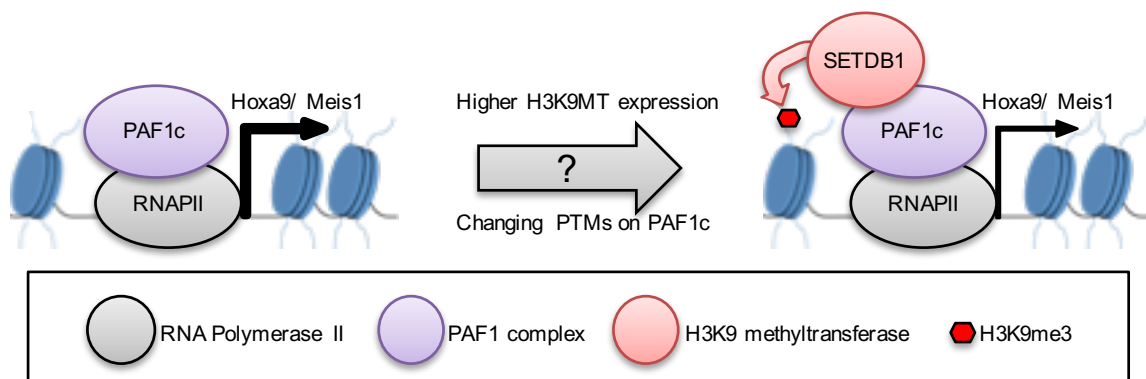 SETDB1
Hoxa9/ Meis1
Higher H3K9MT expression
Hoxa9/ Meis1
PAF1c
PAF1c
?
RNAPII
RNAPII
Changing PTMs on PAF1c
RNA Polymerase II
PAF1 complex
H3K9 methyltransferase
H3K9me3